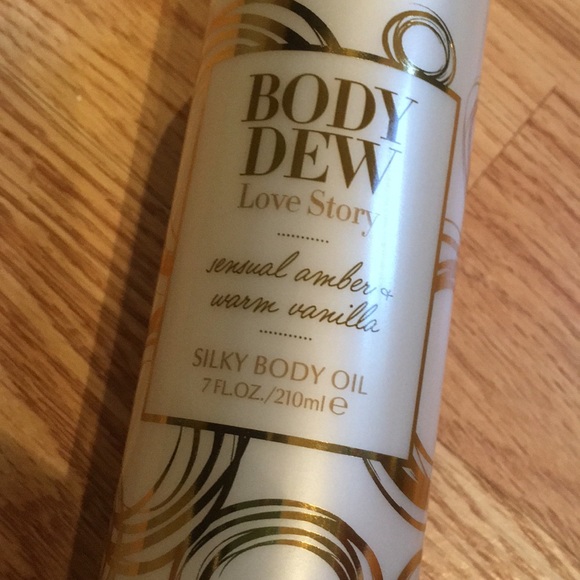 BODY
DEW
Love Story
sensual amber +
warm vanilla
SILKY BODY OIL
7 FL.OZ./210ml ℮